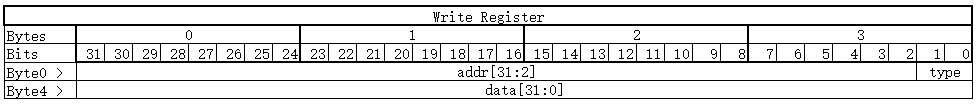 Write Register
Bytes 0 1 2 3
Bits 31 30 29 28 27 26 25 24 23 22 21 20 19 18 17 16 15 14 13 12 11 10 9 8 7 6 5 4 3 2 1 0
Byte0 > addr[31:2] type
Byte4 > data[31:0]